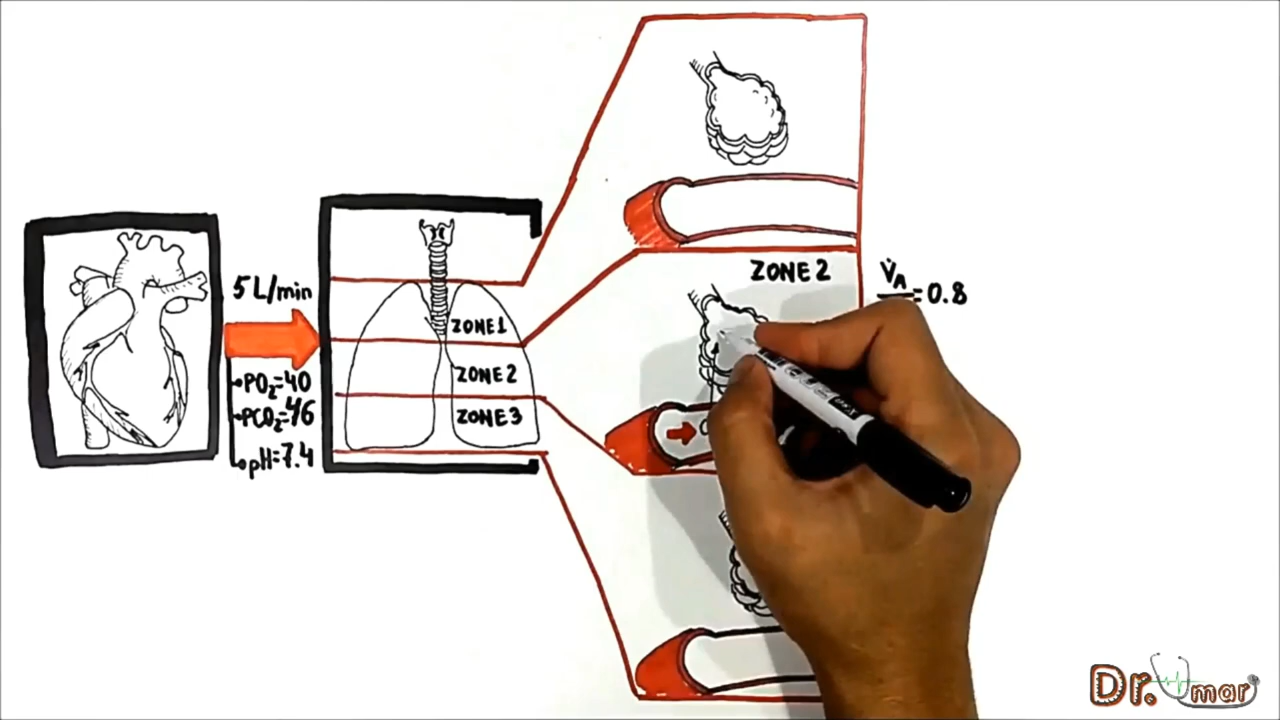 5 L/min
PO₂=40
PCO₂=46
pH=7.4
ZONE 1
ZONE 2
ZONE 3
ZONE 2
V̇A
=0.8
Dr. Umar